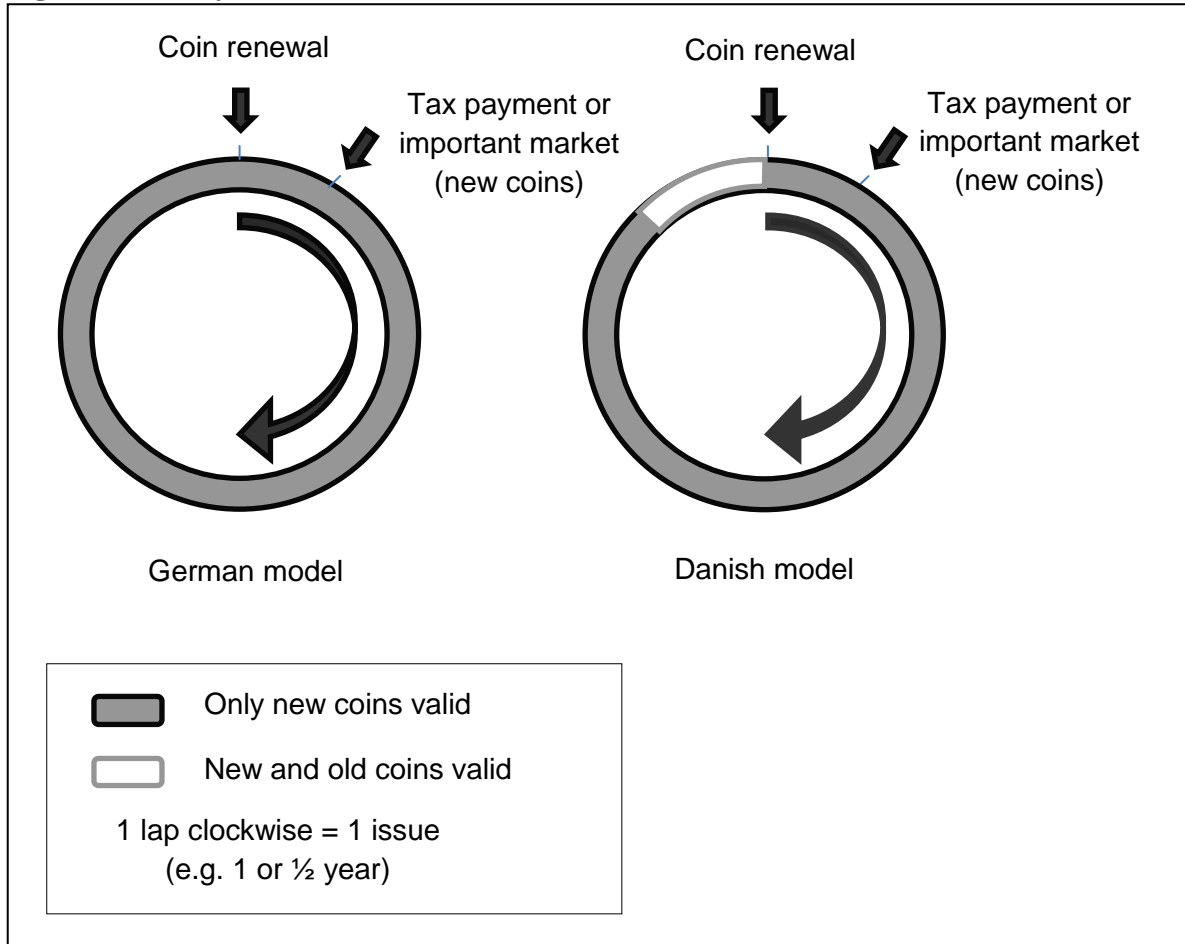 Coin renewal
Tax payment or
important market
(new coins)
German model
Coin renewal
Tax payment or
important market
(new coins)
Danish model
Only new coins valid
New and old coins valid
1 lap clockwise = 1 issue
(e.g. 1 or ½ year)